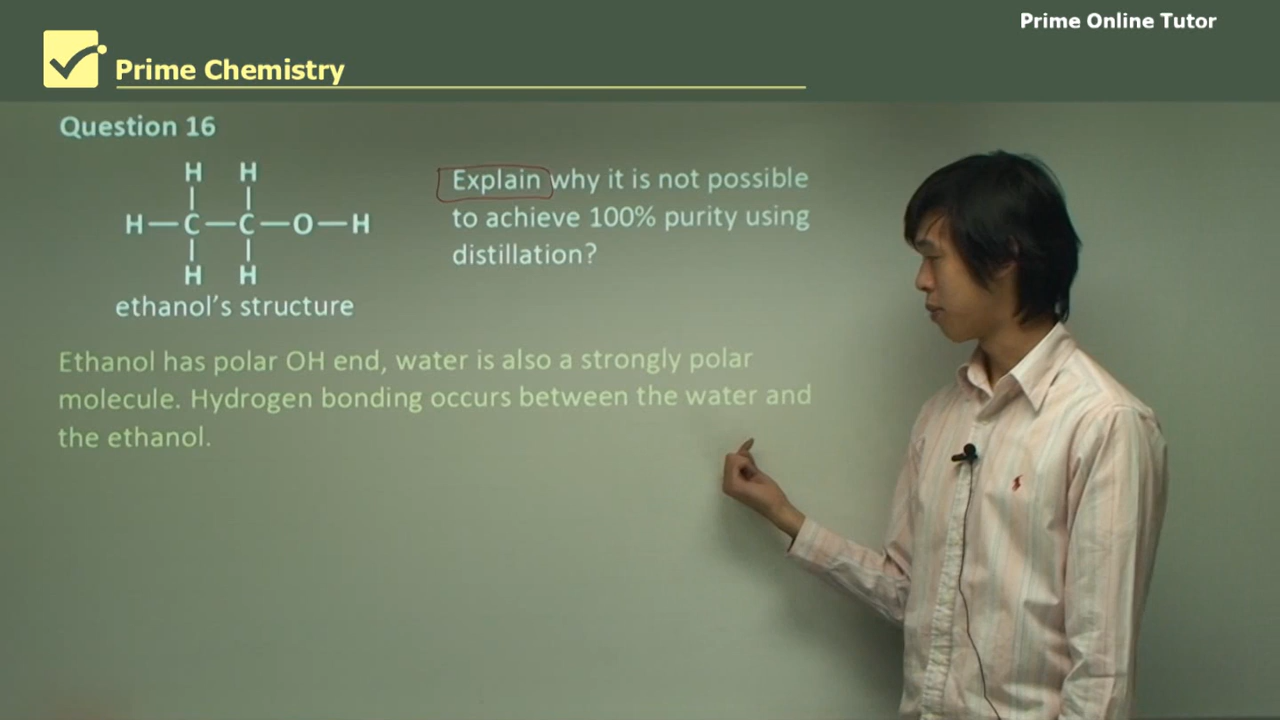 Prime Online Tutor
Prime Chemistry
Question 16
H H
H—C—C—O—H
H H
ethanol's structure
Explain why it is not possible
to achieve 100% purity using
distillation?
Ethanol has polar OH end, water is also a strongly polar
molecule. Hydrogen bonding occurs between the water and
the ethanol.